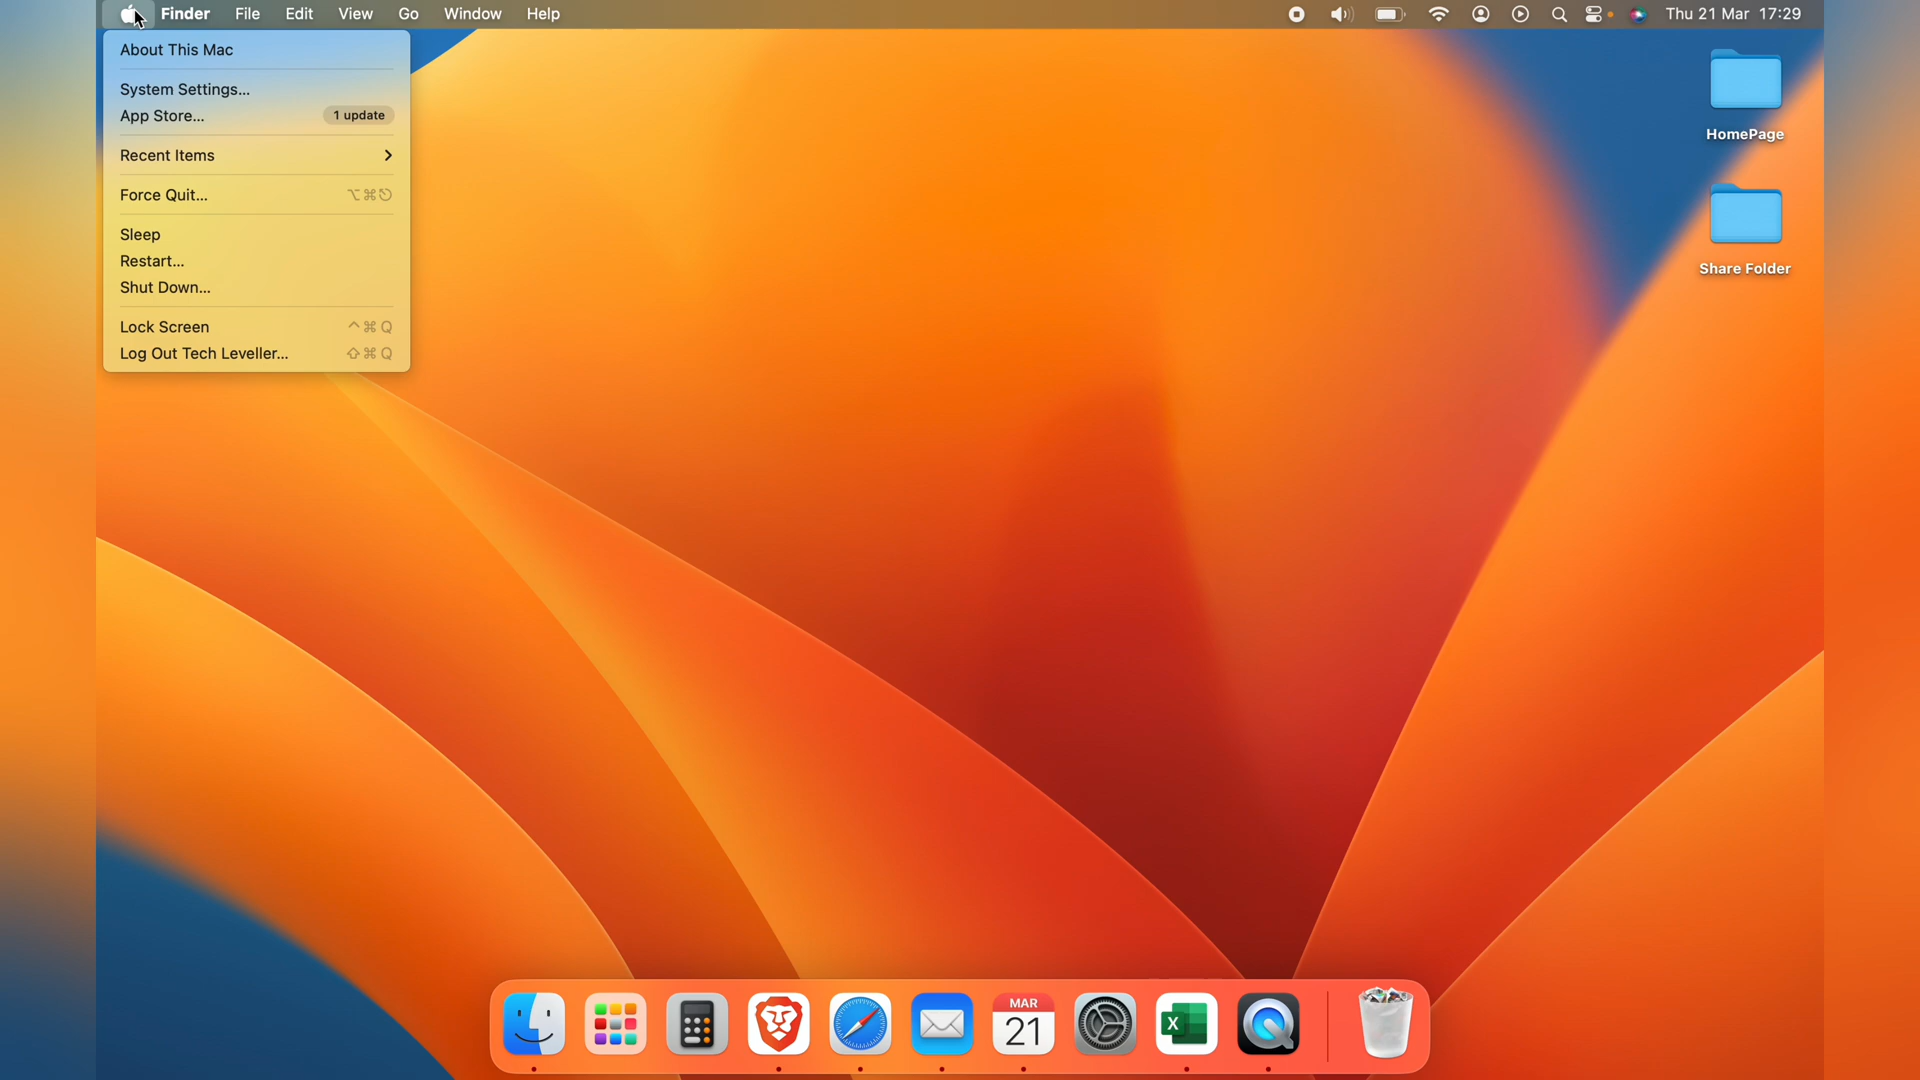 Finder File Edit View Go Window Help Thu 21 Mar 17:29
About This Mac
System Settings...
App Store... 1 update
Recent Items
Force Quit... ⌥⌘⎋
Sleep
Restart...
Shut Down...
Lock Screen ^⌘Q
Log Out Tech Leveller... ⇧⌘Q
HomePage
Share Folder
MAR
21
X